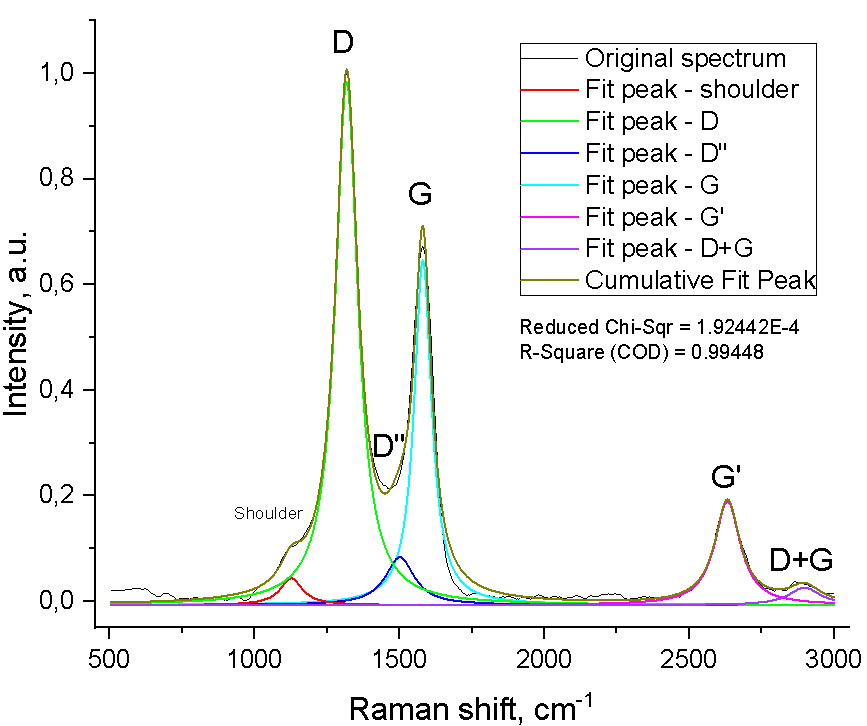 D
G
D"
Shoulder
G'
D+G
Original spectrum
Fit peak - shoulder
Fit peak - D
Fit peak - D"
Fit peak - G
Fit peak - G'
Fit peak - D+G
Cumulative Fit Peak
Reduced Chi-Sqr = 1.92442E-4
R-Square (COD) = 0.99448
Intensity, a.u.
1,0
0,8
0,6
0,4
0,2
0,0
500 1000 1500 2000 2500 3000
Raman shift, cm⁻¹